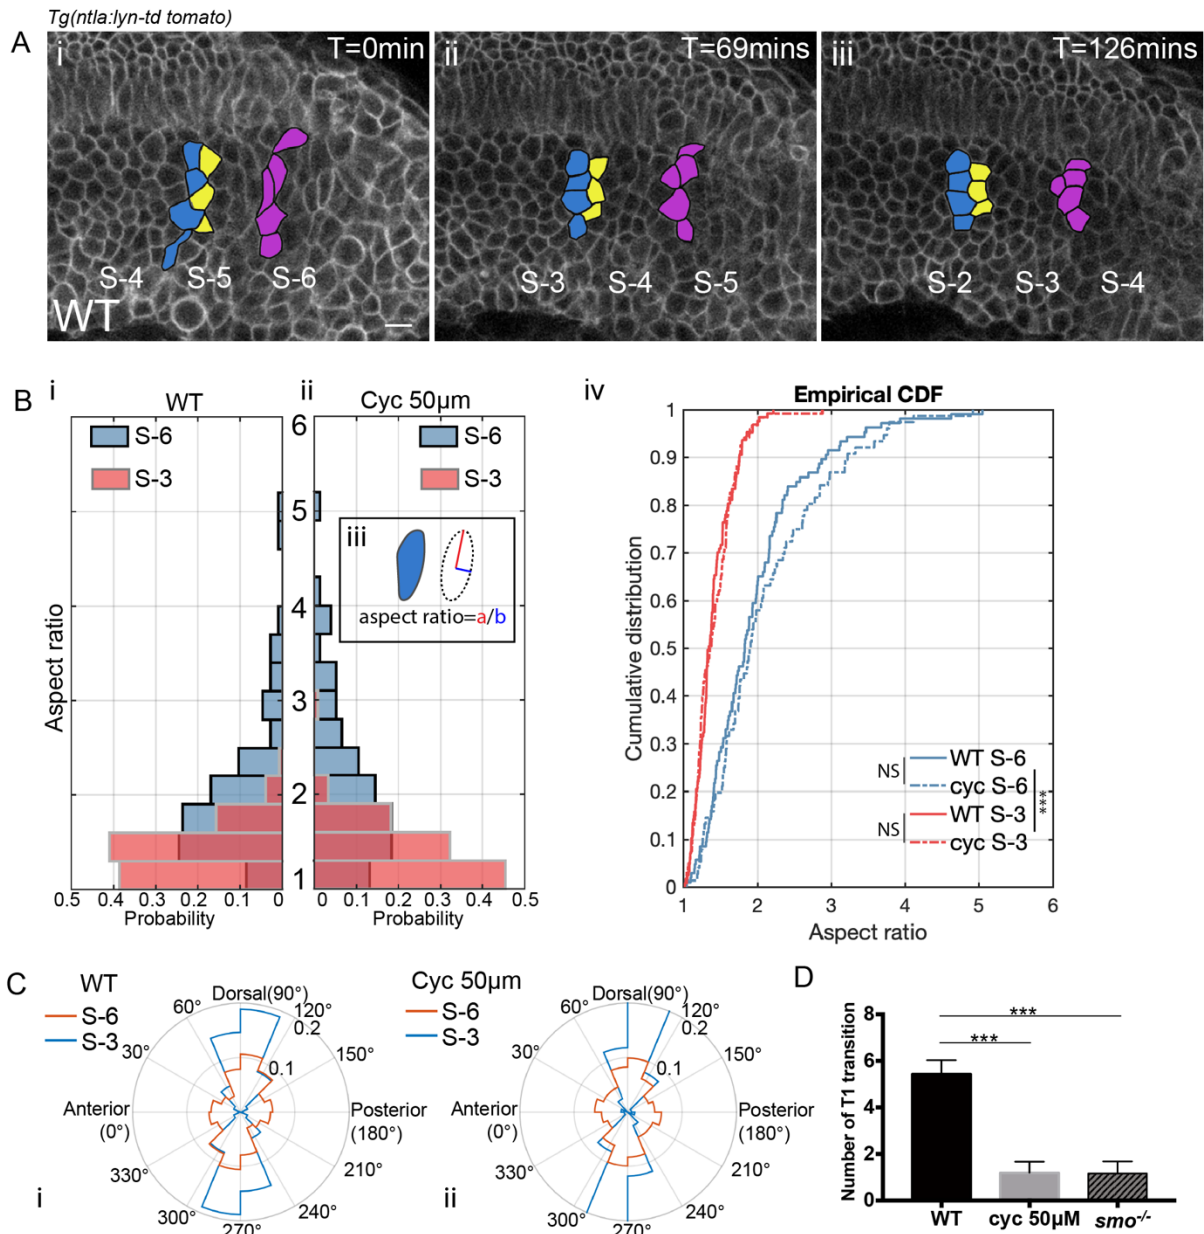 Tg(ntla:lyn-td tomato)
A
i
T=0min
S-4
S-5
S-6
WT
ii
T=69mins
S-3
S-4
S-5
iii
T=126mins
S-2
S-3
S-4
B
i
WT
S-6
S-3
Aspect ratio
0.5 0.4 0.3 0.2 0.1 0
Probability
6
5
4
3
2
1
ii
Cyc 50µm
S-6
S-3
iii
aspect ratio=a/b
0 0.1 0.2 0.3 0.4 0.5
Probability
iv
Empirical CDF
Cumulative distribution
1
0.9
0.8
0.7
0.6
0.5
0.4
0.3
0.2
0.1
0
1 2 3 4 5 6
Aspect ratio
NS
NS
WT S-6
cyc S-6
WT S-3
cyc S-3
***
C
WT
S-6
S-3
Dorsal(90°)
60°
120°
0.2
30°
150°
0.1
Anterior
(0°)
Posterior
(180°)
330°
210°
300°
240°
270°
i
Cyc 50µm
S-6
S-3
Dorsal(90°)
60°
120°
0.2
30°
150°
0.1
Anterior
(0°)
Posterior
(180°)
330°
210°
300°
240°
270°
ii
D
Number of T1 transition
8
6
4
2
0
***
***
WT
cyc 50µM
smo-/-